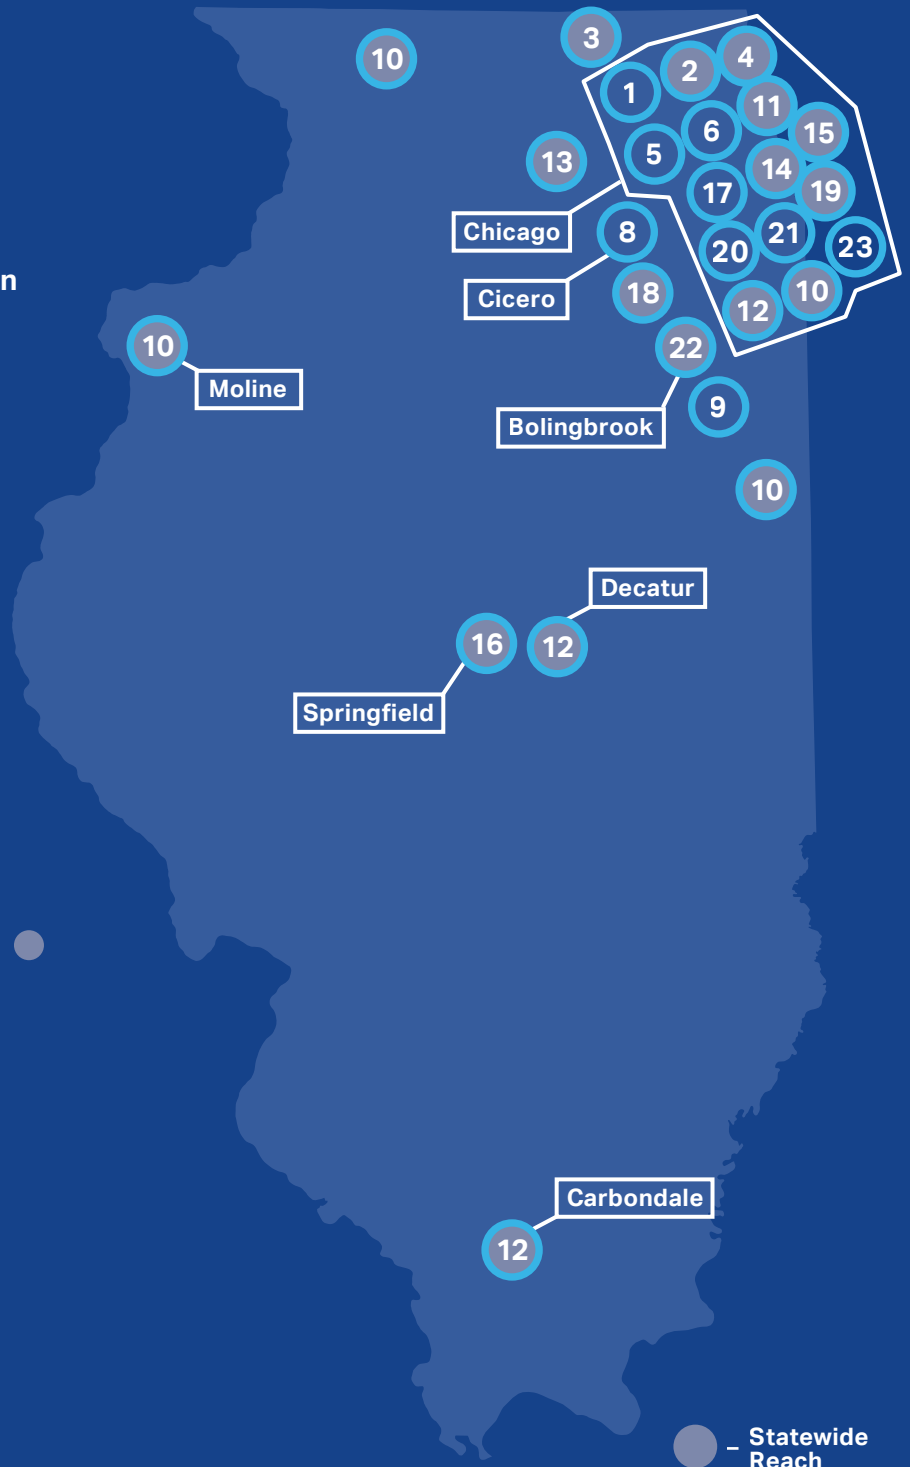 3
10
4
2
1
11
6
15
13
5
14
19
17
Chicago
8
21
23
20
n
Cicero
18
10
12
10
22
Moline
9
Bolingbrook
10
Decatur
16
12
Springfield
Carbondale
12
– Statewide
Reach